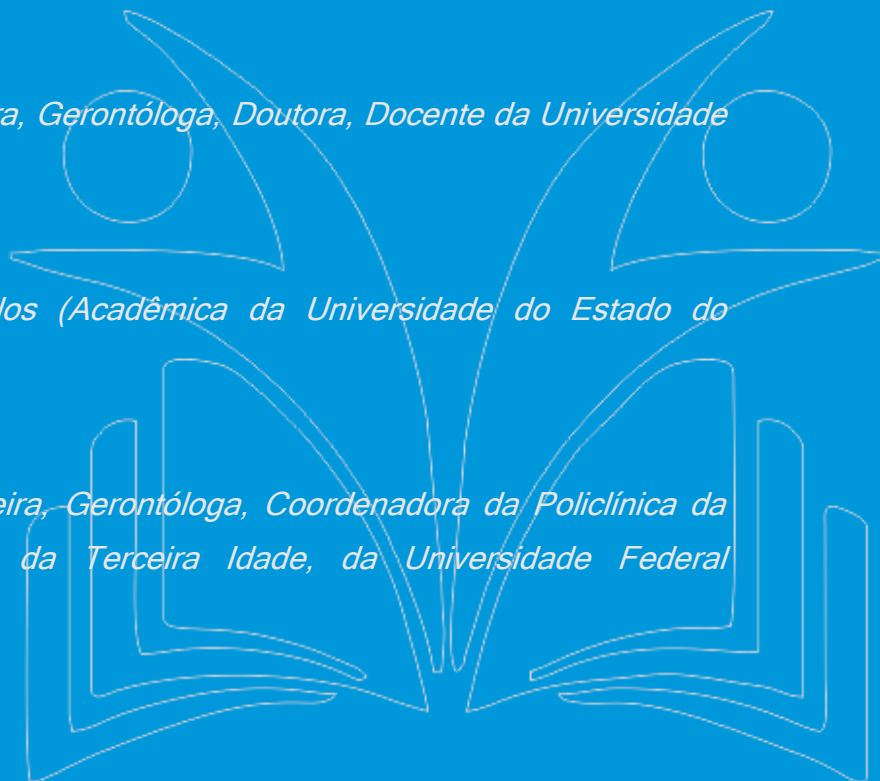 ra, Gerontóloga, Doutora, Docente da Universidade
los (Acadêmica da Universidade do Estado do
eira, Gerontóloga, Coordenadora da Policlínica da
da Terceira Idade, da Universidade Federal